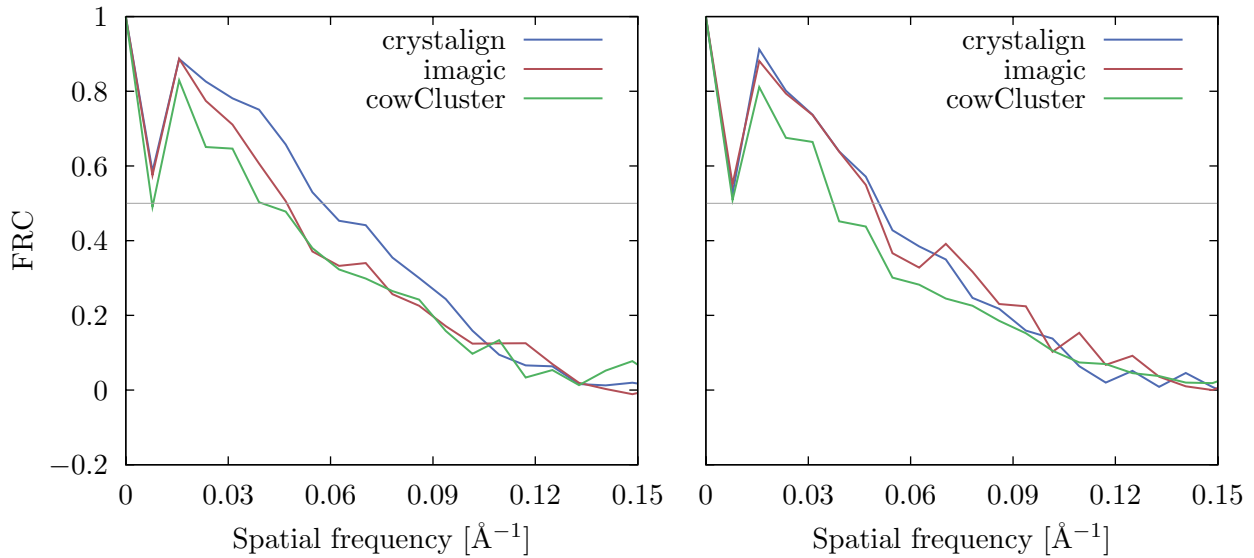 1
0.8
0.6
0.4
0.2
0
−0.2
FRC
crystalign
imagic
cowCluster
0 0.03 0.06 0.09 0.12 0.15
Spatial frequency [Å⁻¹]
crystalign
imagic
cowCluster
0 0.03 0.06 0.09 0.12 0.15
Spatial frequency [Å⁻¹]